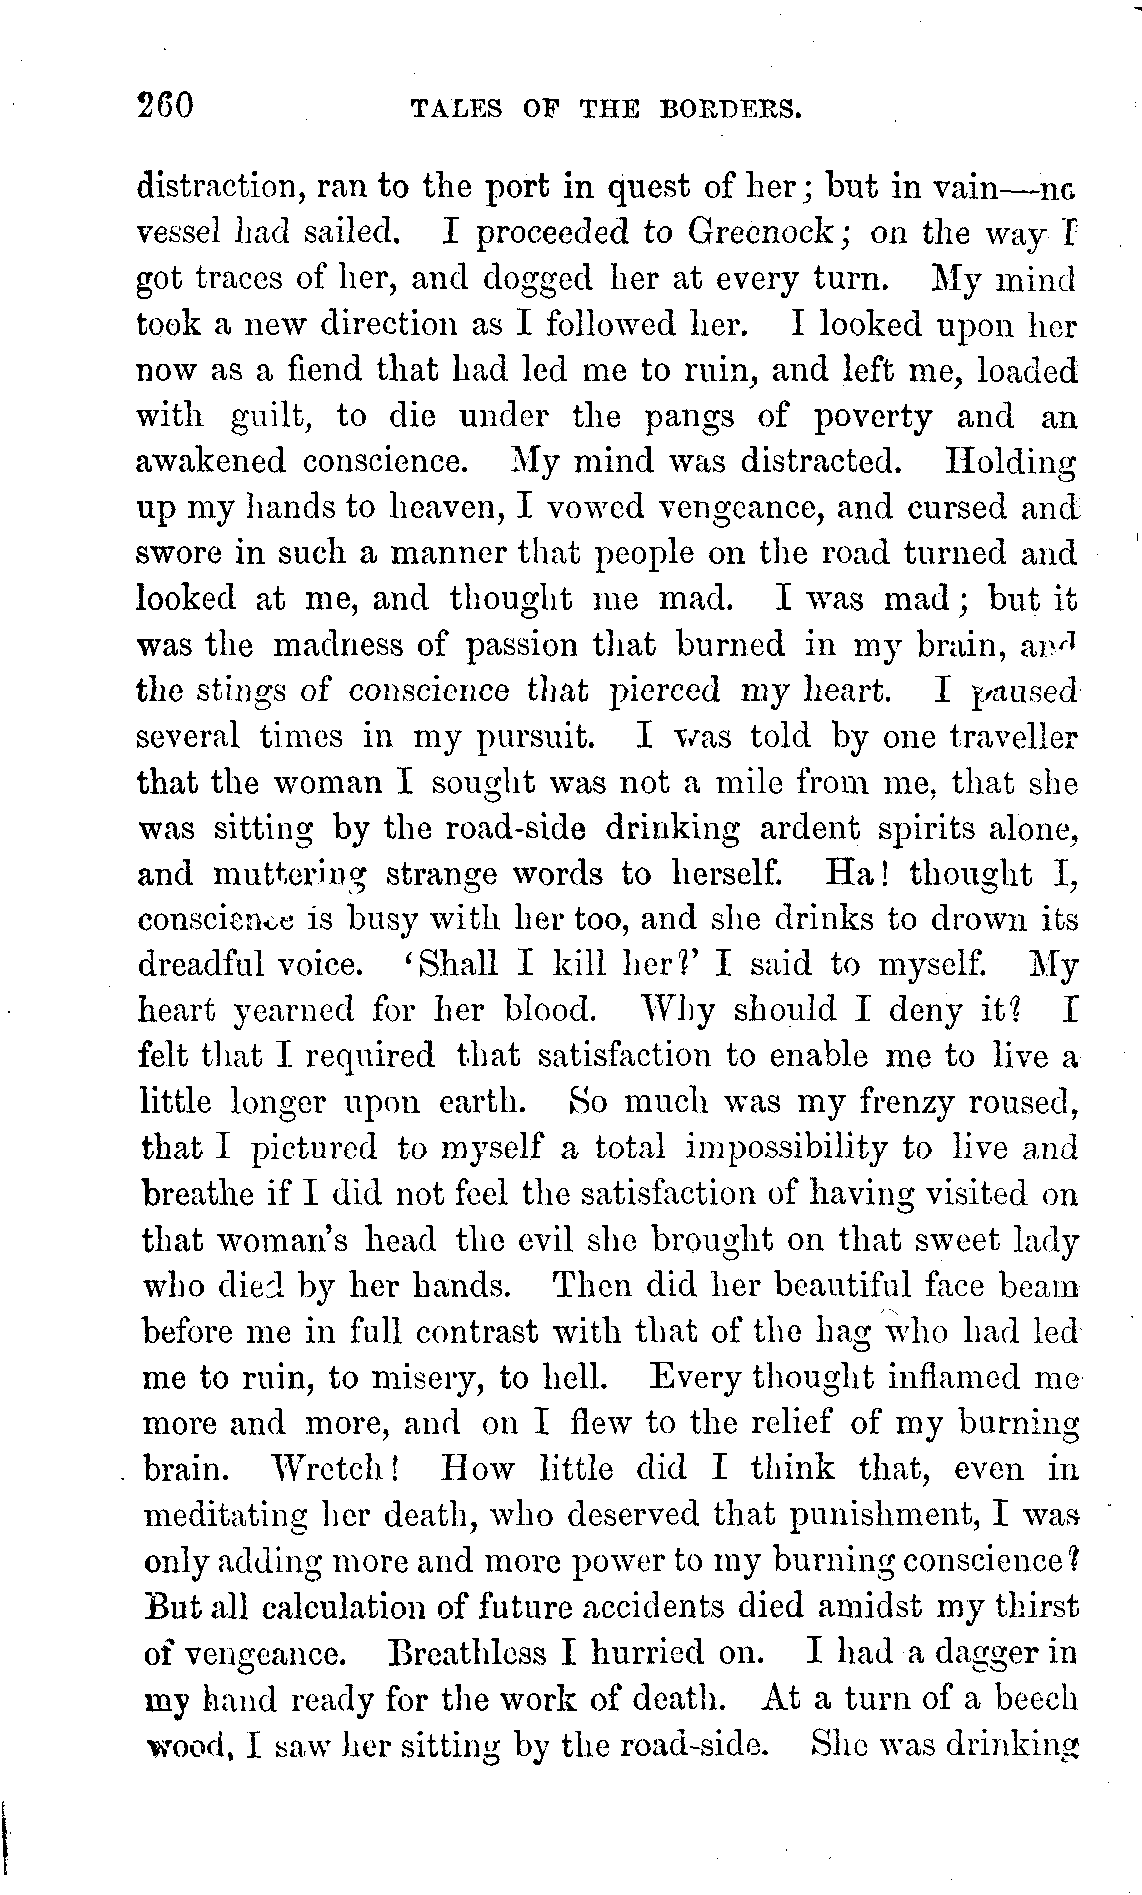 260 TALES OF THE BORDERS.
distraction, ran to the port in quest of her; but in vain—no
vessel had sailed. I proceeded to Greenock; on the way I
got traces of her, and dogged her at every turn. My mind
took a new direction as I followed her. I looked upon her
now as a fiend that had led me to ruin, and left me, loaded
with guilt, to die under the pangs of poverty and an
awakened conscience. My mind was distracted. Holding
up my hands to heaven, I vowed vengeance, and cursed and
swore in such a manner that people on the road turned and
looked at me, and thought me mad. I was mad; but it
was the madness of passion that burned in my brain, and
the stings of conscience that pierced my heart. I paused
several times in my pursuit. I was told by one traveller
that the woman I sought was not a mile from me, that she
was sitting by the road-side drinking ardent spirits alone,
and muttering strange words to herself. Ha! thought I,
conscience is busy with her too, and she drinks to drown its
dreadful voice. ‘Shall I kill her?’ I said to myself. My
heart yearned for her blood. Why should I deny it? I
felt that I required that satisfaction to enable me to live a
little longer upon earth. So much was my frenzy roused,
that I pictured to myself a total impossibility to live and
breathe if I did not feel the satisfaction of having visited on
that woman's head the evil she brought on that sweet lady
who died by her hands. Then did her beautiful face beam
before me in full contrast with that of the hag who had led
me to ruin, to misery, to hell. Every thought inflamed me
more and more, and on I flew to the relief of my burning
brain. Wretch! How little did I think that, even in
meditating her death, who deserved that punishment, I was
only adding more and more power to my burning conscience?
But all calculation of future accidents died amidst my thirst
of vengeance. Breathless I hurried on. I had a dagger in
my hand ready for the work of death. At a turn of a beech
wood, I saw her sitting by the road-side. She was drinking